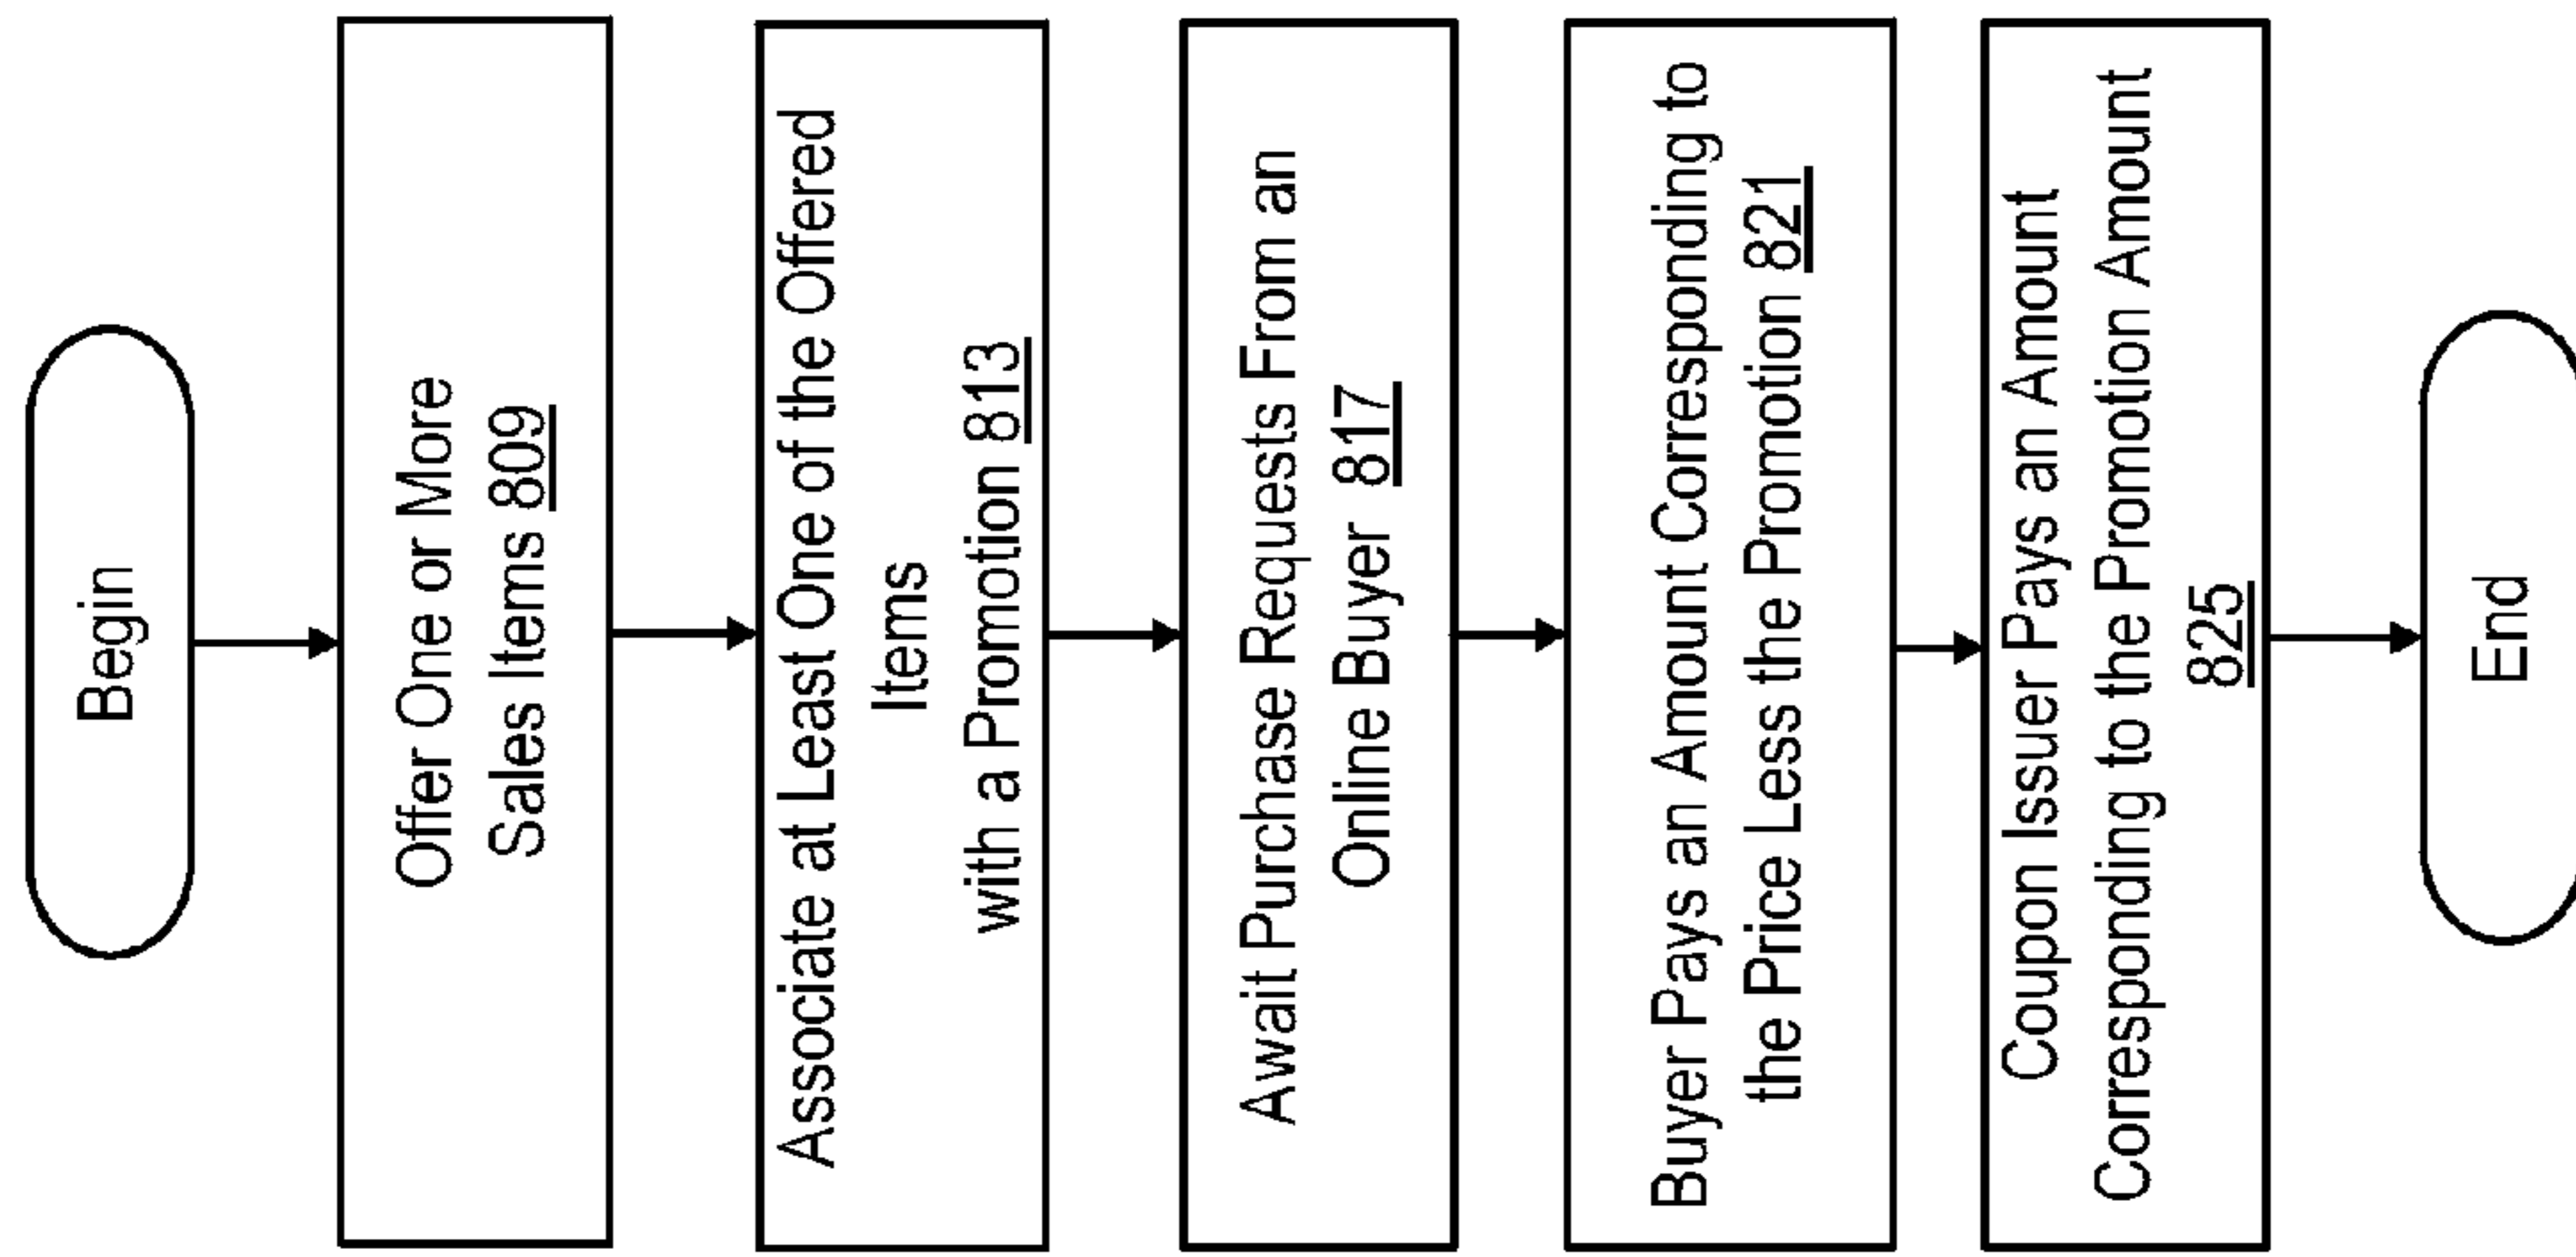 Begin
Offer One or More
Sales Items 809
Associate at Least One of the Offered
Items
with a Promotion 813
Await Purchase Requests From an
Online Buyer 817
Buyer Pays an Amount Corresponding to
the Price Less the Promotion 821
Coupon Issuer Pays an Amount
Corresponding to the Promotion Amount
825
End